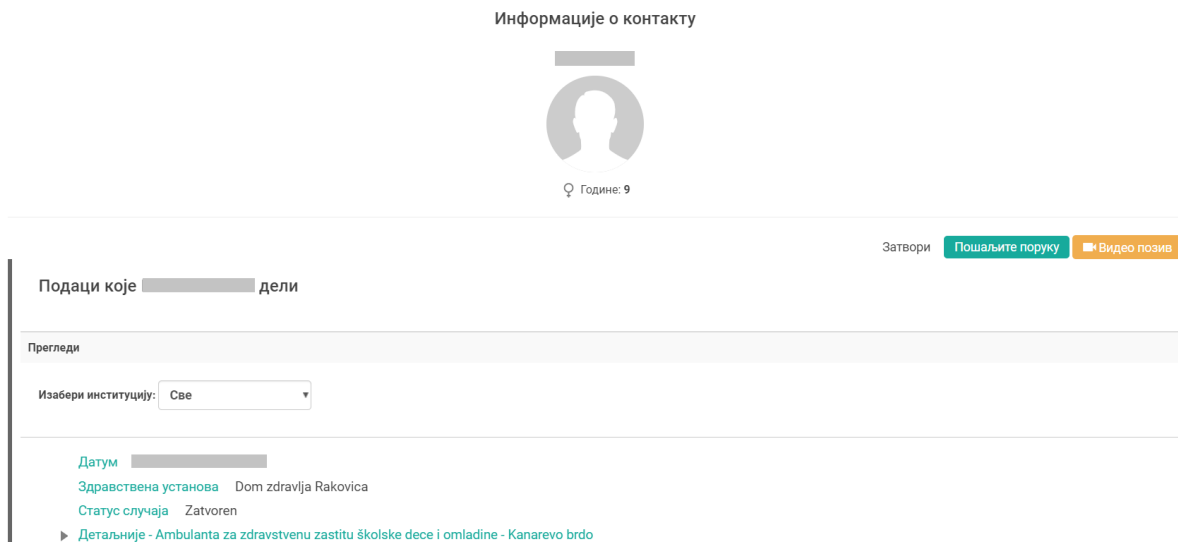 Информације о контакту
Године: 9
Затвори Пошаљите поруку Видео позив
Подаци које дели
Прегледи
Изабери институцију: Све
Датум
Здравствена установа Dom zdravlja Rakovica
Статус случаја Zatvoren
Детаљније - Ambulanta za zdravstvenu zastitu školske dece i omladine - Kanarevo brdo